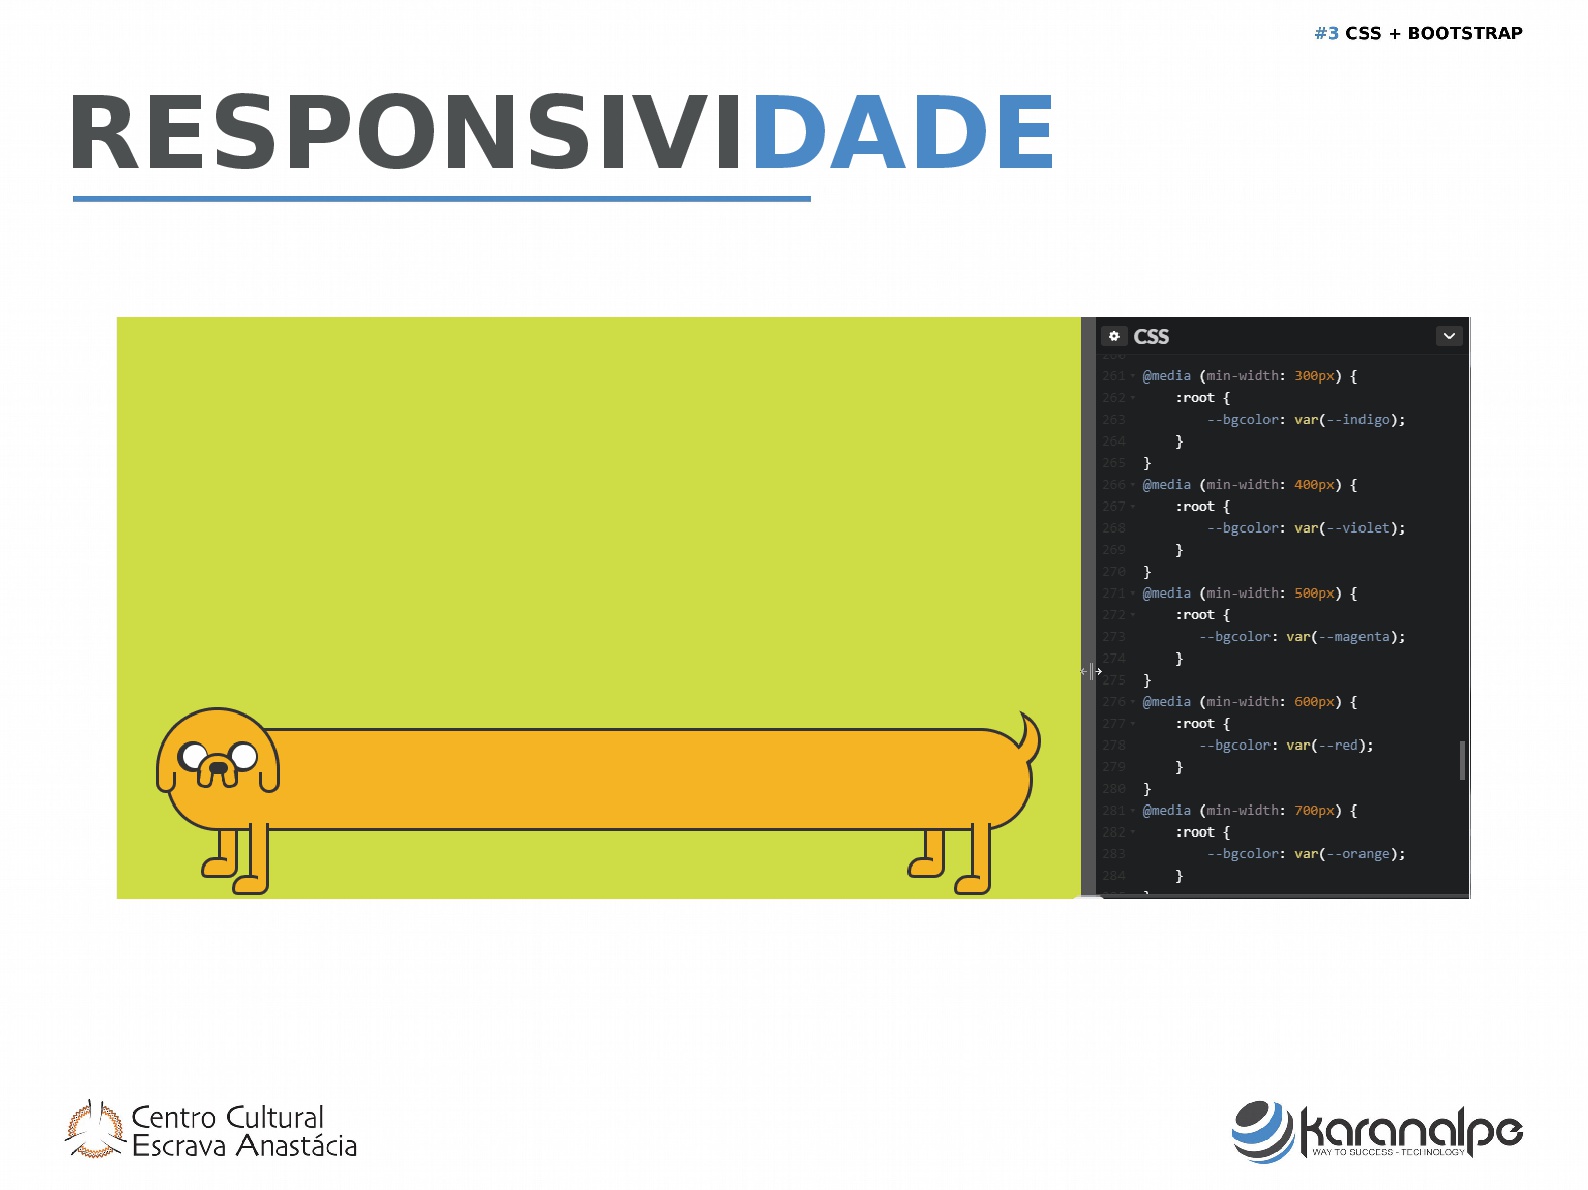 #3 CSS + BOOTSTRAP
RESPONSIVIDADE
CSS
261 @media (min-width: 300px) {
262 :root {
263 --bgcolor: var(--indigo);
264 }
265 }
266 @media (min-width: 400px) {
267 :root {
268 --bgcolor: var(--violet);
269 }
270 }
271 @media (min-width: 500px) {
272 :root {
273 --bgcolor: var(--magenta);
274 }
275 }
276 @media (min-width: 600px) {
277 :root {
278 --bgcolor: var(--red);
279 }
280 }
281 @media (min-width: 700px) {
282 :root {
283 --bgcolor: var(--orange);
284 }
Centro Cultural
Escrava Anastácia
karanalpe
WAY TO SUCCESS - TECHNOLOGY